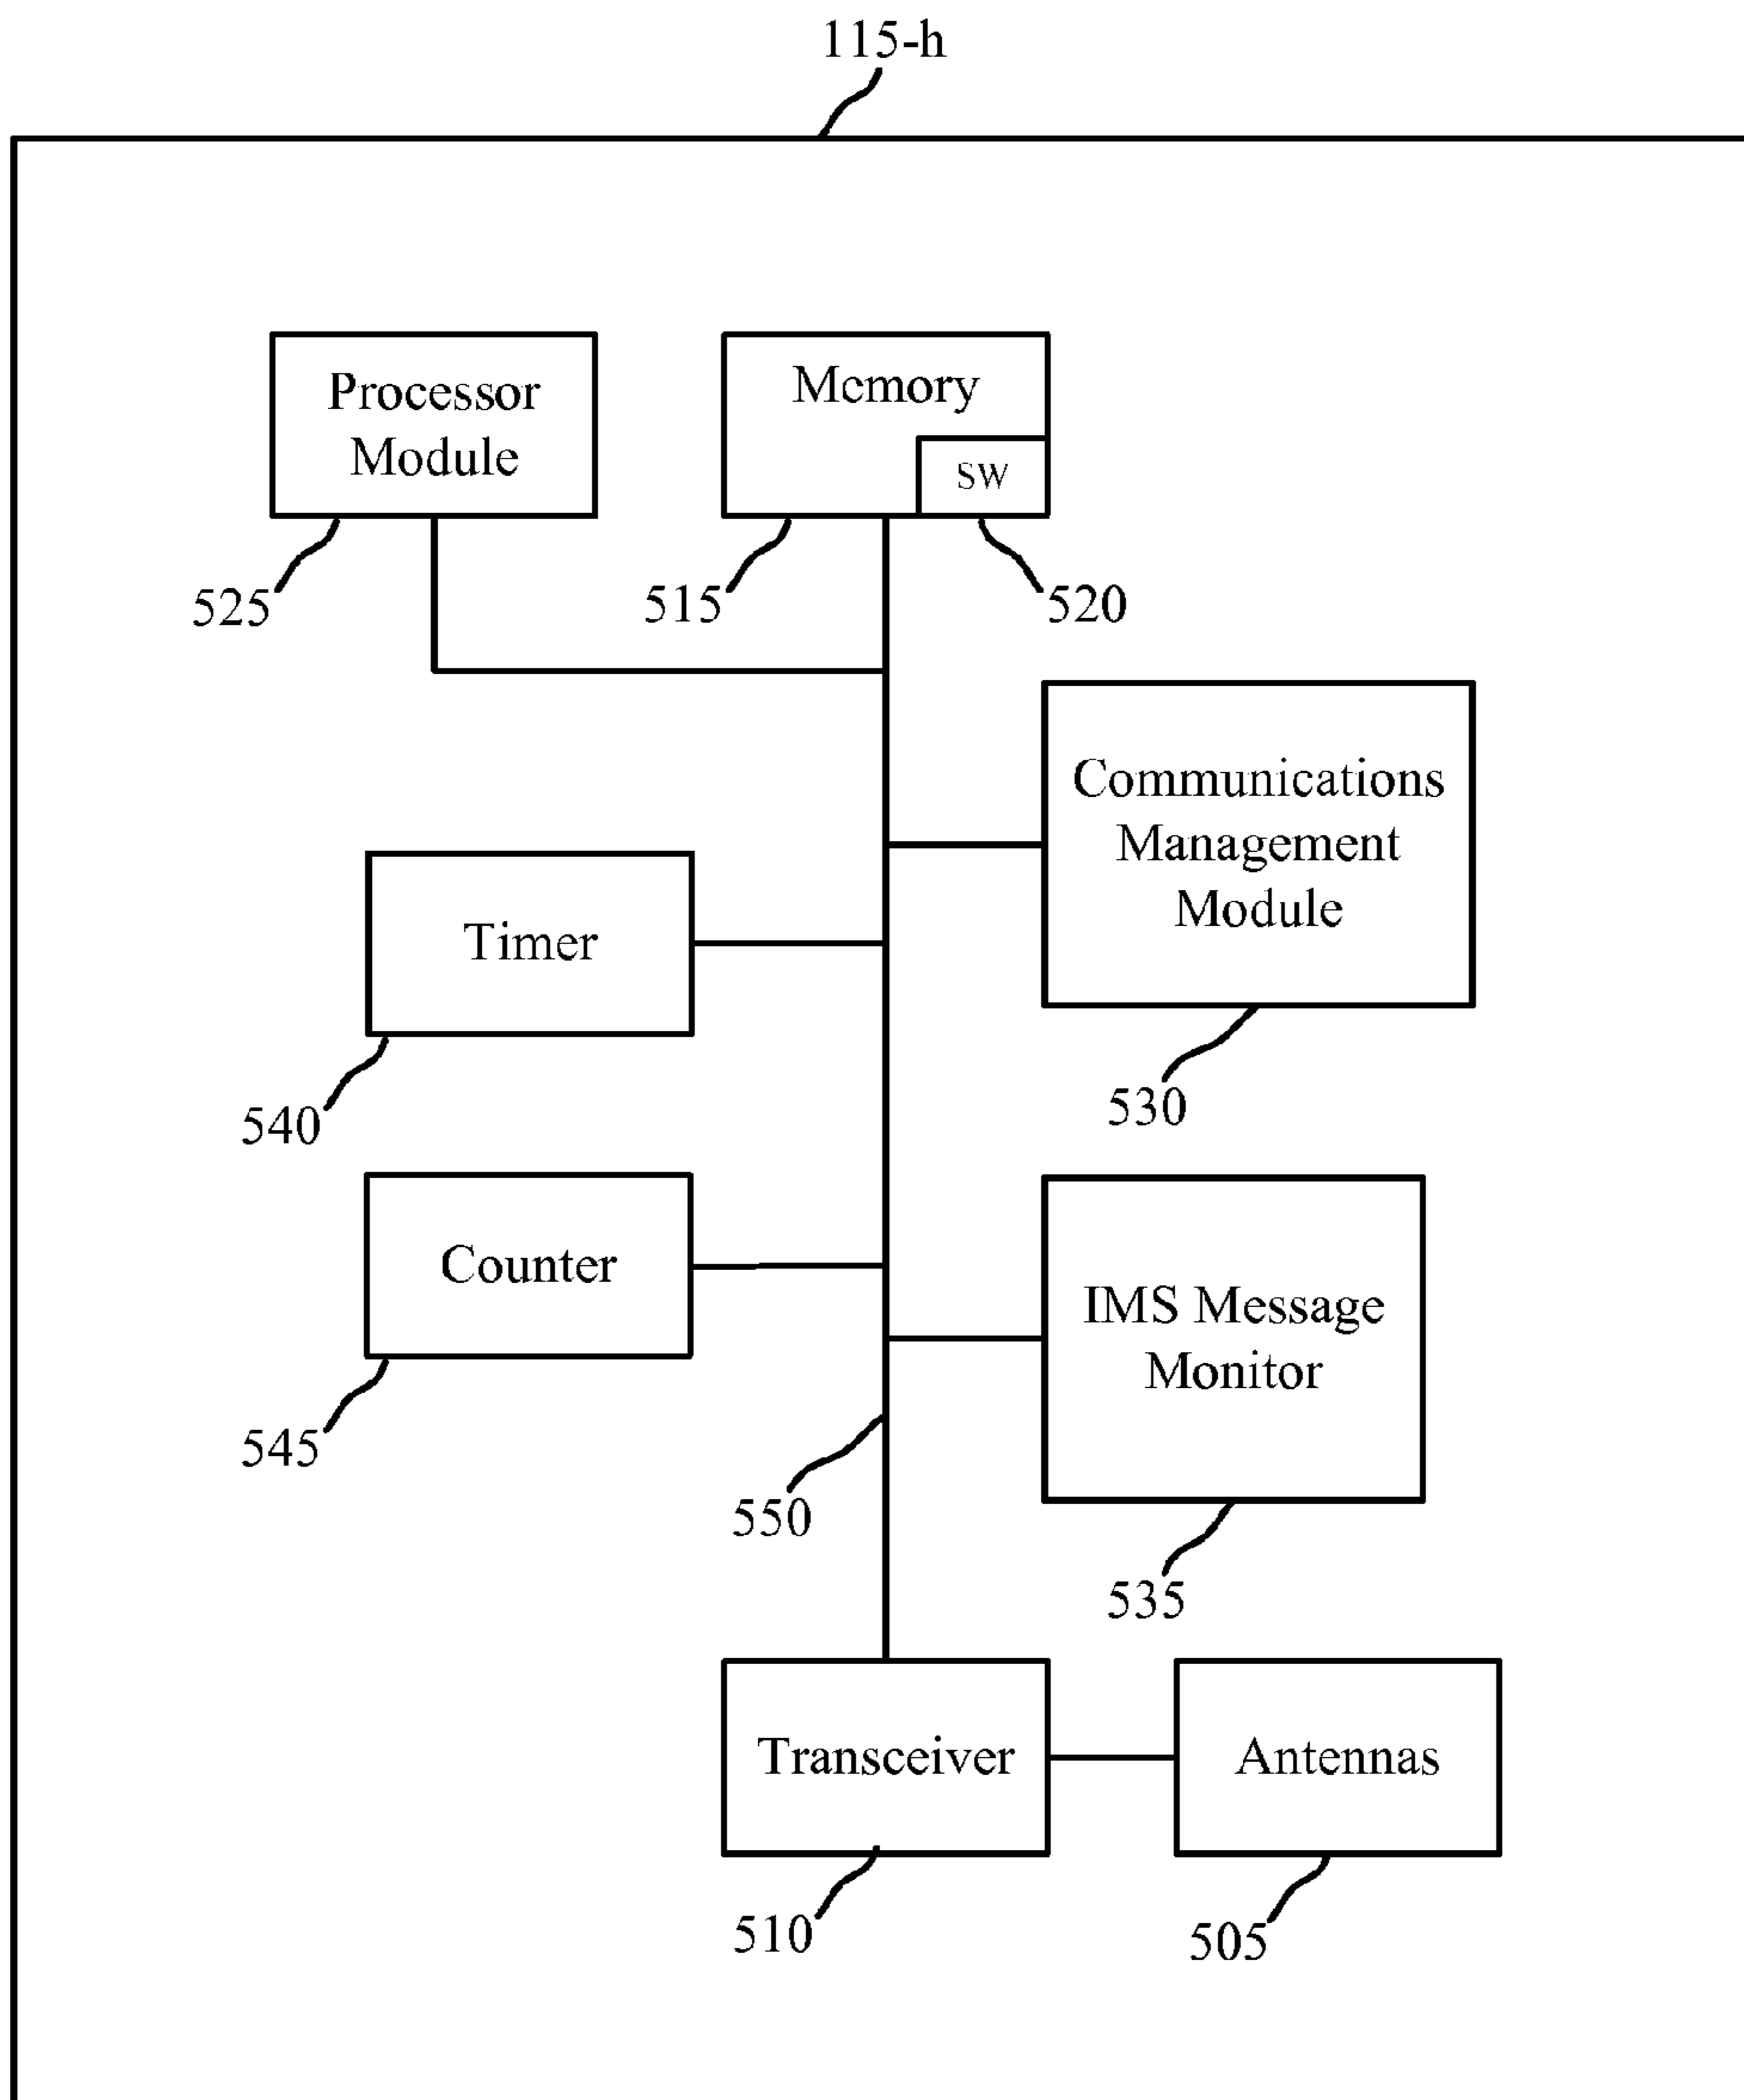 115-h
Processor
Module
Memory
SW
525
515
520
Communications
Management
Module
Timer
530
540
Counter
IMS Message
Monitor
545
550
535
Transceiver
Antennas
510
505